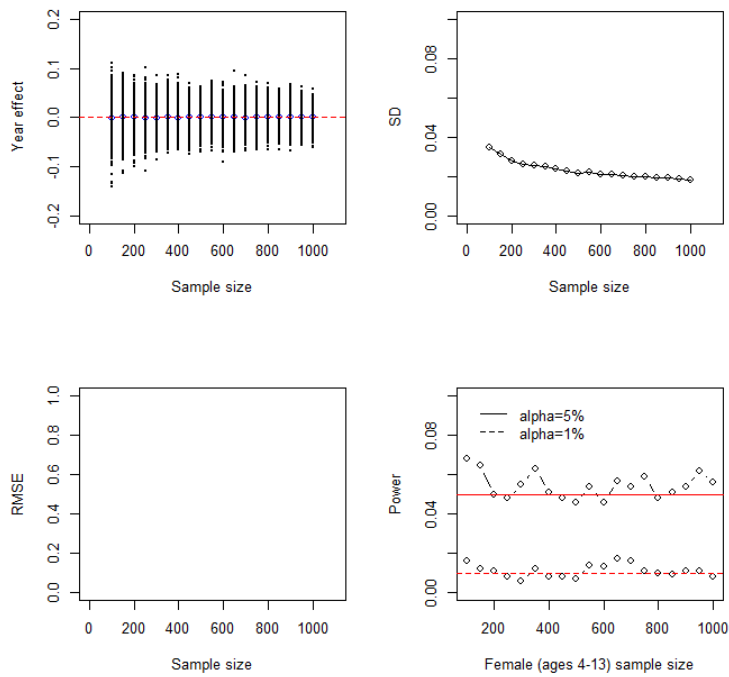 Year effect
-0.2 -0.1 0.0 0.1 0.2
0 200 400 600 800 1000
Sample size
SD
0.00 0.04 0.08
0 200 400 600 800 1000
Sample size
RMSE
0.0 0.2 0.4 0.6 0.8 1.0
0 200 400 600 800 1000
Sample size
Power
0.00 0.04 0.08
alpha=5%
alpha=1%
200 400 600 800 1000
Female (ages 4-13) sample size